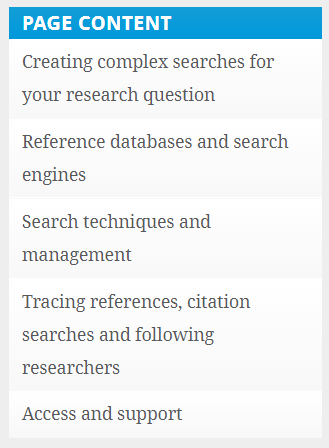 PAGE CONTENT
Creating complex searches for
your research question
Reference databases and search
engines
Search techniques and
management
Tracing references, citation
searches and following
researchers
Access and support